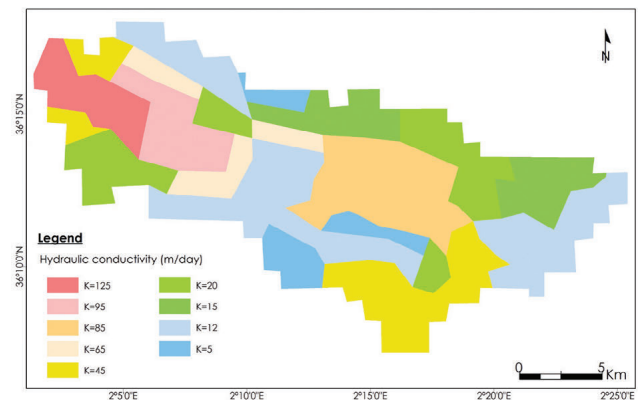 N
36°15'0"N
36°10'0"N
Legend
Hydraulic conductivity (m/day)
K=125
K=20
K=95
K=15
K=85
K=12
K=65
K=5
K=45
0 5
Km
2°5'0"E 2°10'0"E 2°15'0"E 2°20'0"E 2°25'0"E